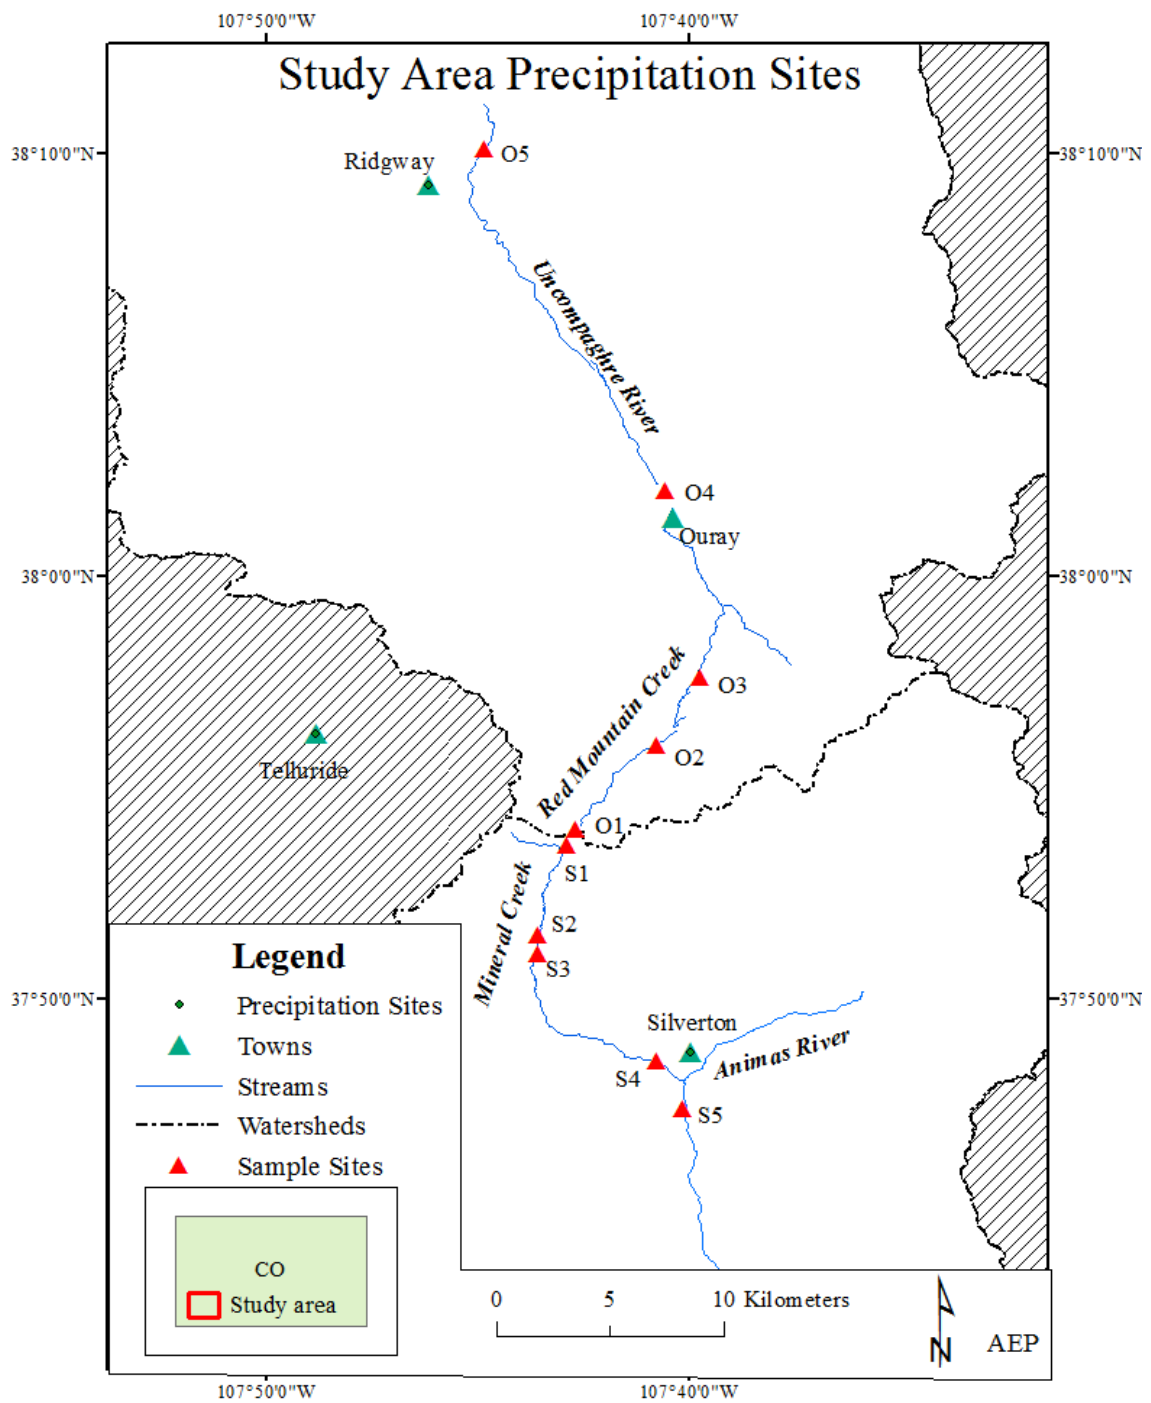 107°50'0"W
107°40'0"W
Study Area Precipitation Sites
38°10'0"N
38°10'0"N
O5
Ridgway
Uncompaghre River
O4
Ouray
38°0'0"N
38°0'0"N
Red Mountain Creek
O3
O2
Telluride
O1
S1
Mineral Creek
S2
S3
37°50'0"N
37°50'0"N
Silverton
Animas River
S4
S5
Legend
Precipitation Sites
Towns
Streams
Watersheds
Sample Sites
CO
Study area
0 5 10 Kilometers
N
AEP
107°50'0"W
107°40'0"W